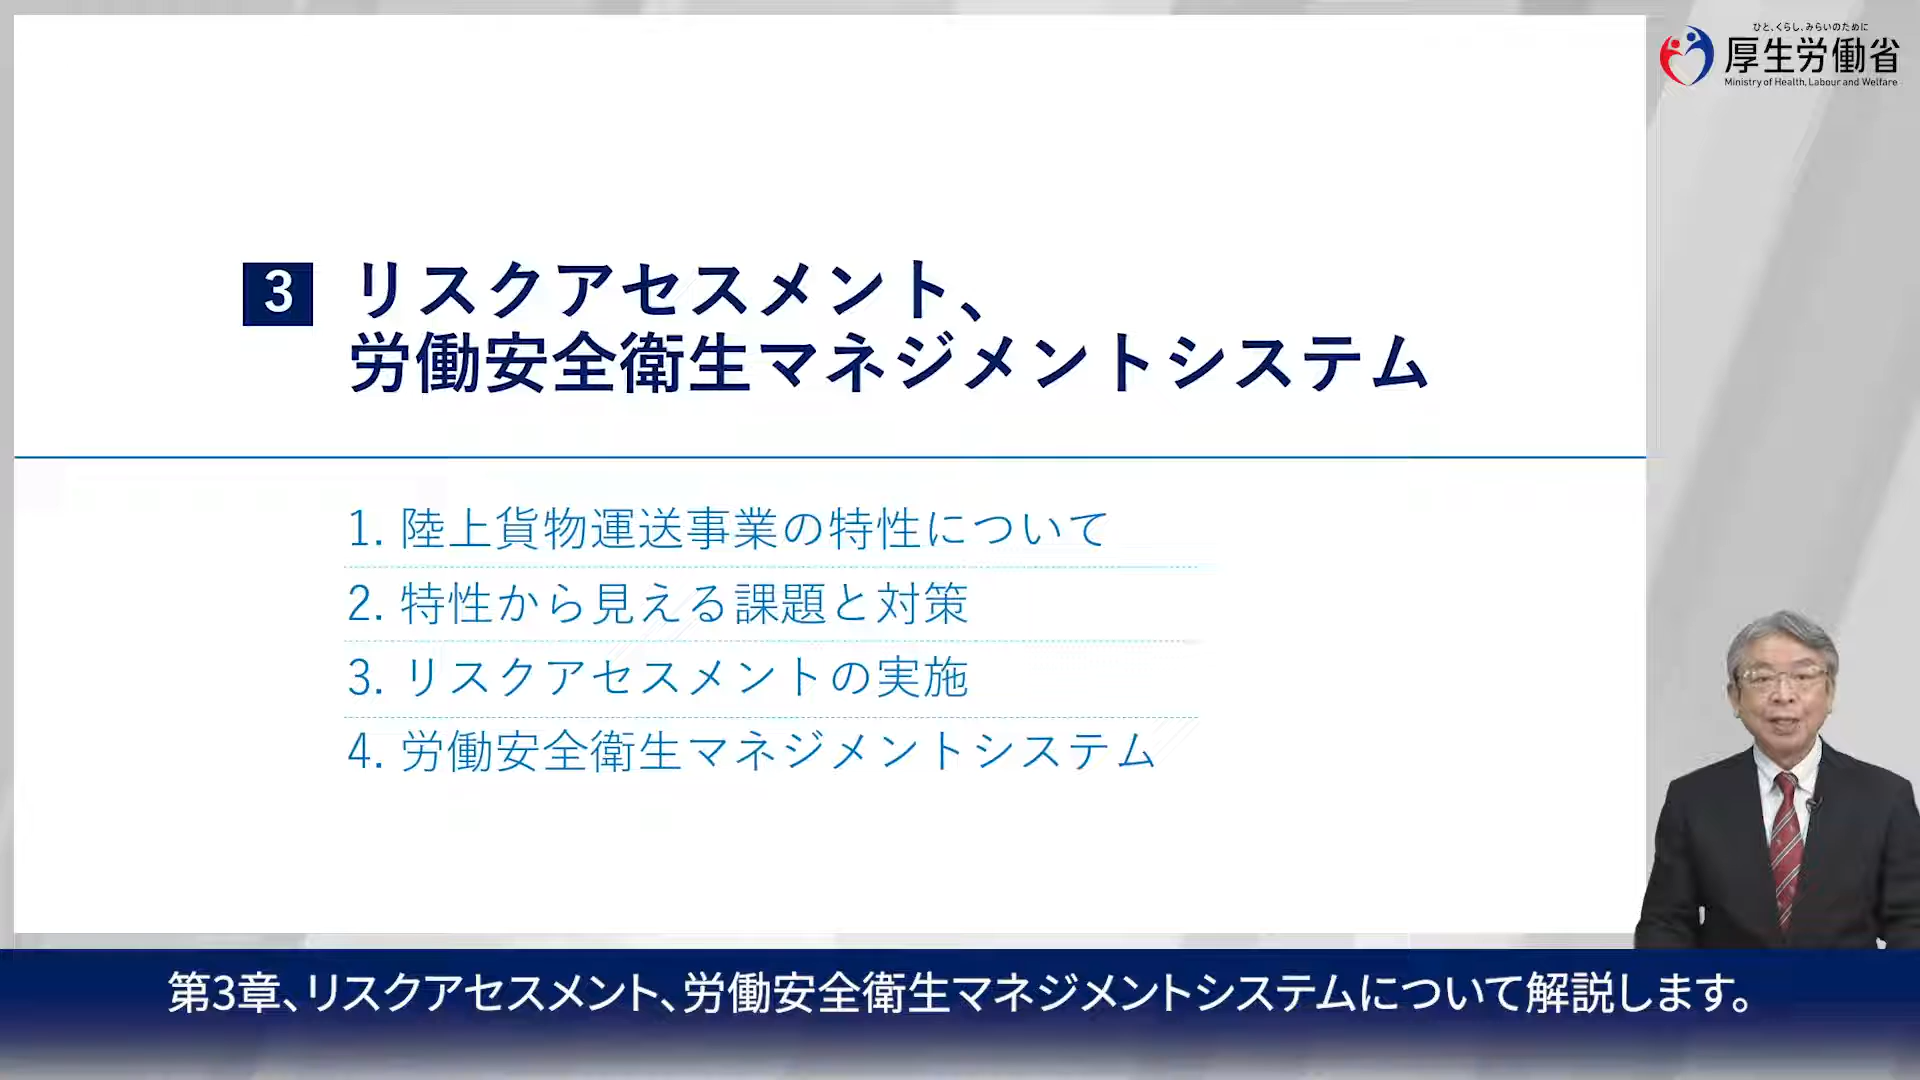 ひと、くらし、みらいのために
厚生労働省
Ministry of Health, Labour and Welfare
3 リスクアセスメント、
労働安全衛生マネジメントシステム
1. 陸上貨物運送事業の特性について
2. 特性から見える課題と対策
3. リスクアセスメントの実施
4. 労働安全衛生マネジメントシステム
第3章、リスクアセスメント、労働安全衛生マネジメントシステムについて解説します。